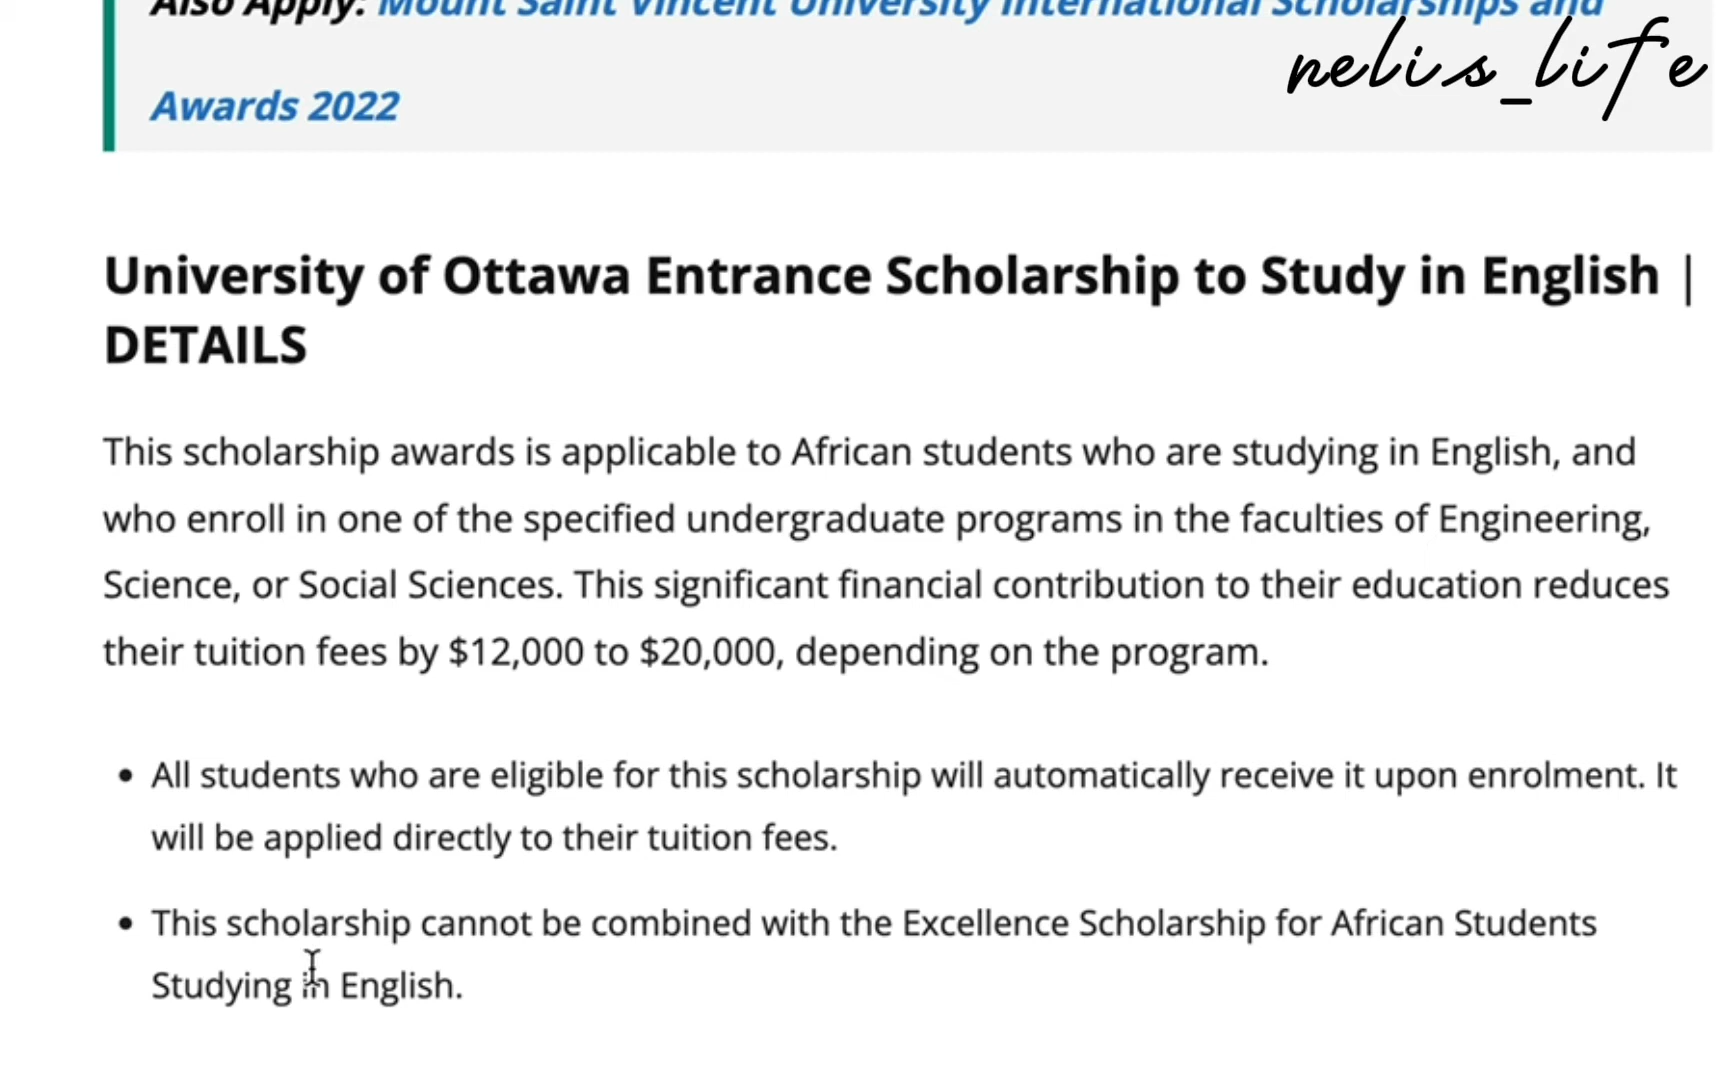 Also Apply: Mount Saint Vincent University International Scholarships and
nelis_life
Awards 2022
University of Ottawa Entrance Scholarship to Study in English |
DETAILS
This scholarship awards is applicable to African students who are studying in English, and
who enroll in one of the specified undergraduate programs in the faculties of Engineering,
Science, or Social Sciences. This significant financial contribution to their education reduces
their tuition fees by $12,000 to $20,000, depending on the program.
• All students who are eligible for this scholarship will automatically receive it upon enrolment. It
will be applied directly to their tuition fees.
• This scholarship cannot be combined with the Excellence Scholarship for African Students
Studying in English.